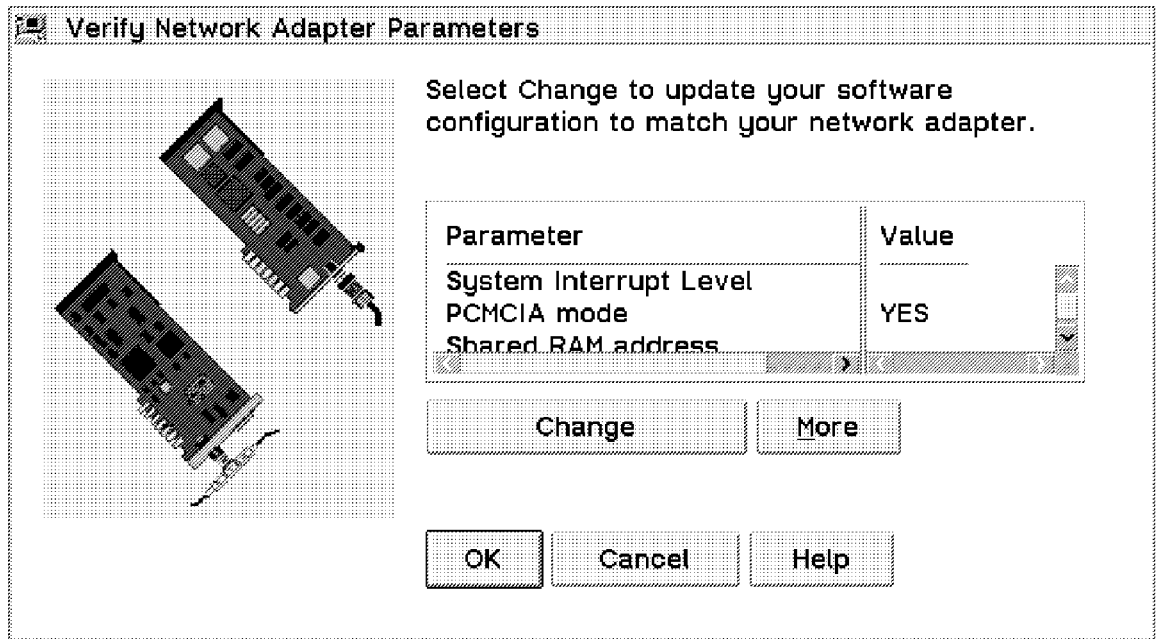 Verify Network Adapter Parameters
Select Change to update your software
configuration to match your network adapter.
Parameter Value
System Interrupt Level
PCMCIA mode YES
Shared RAM address
Change More
OK Cancel Help